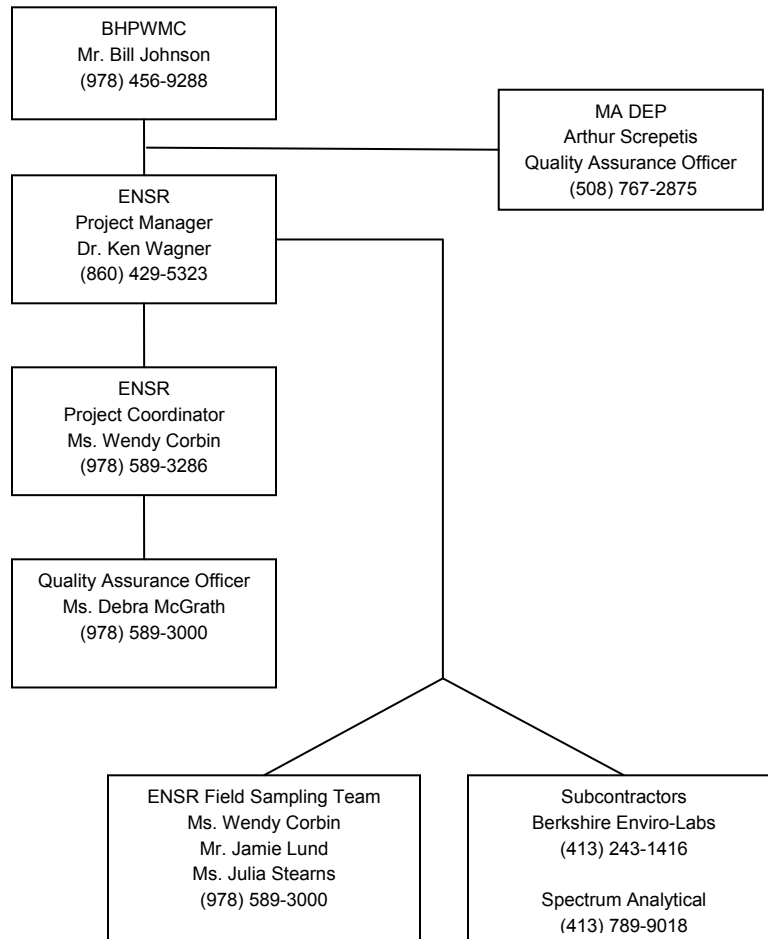 BHPWMC
Mr. Bill Johnson
(978) 456-9288
MA DEP
Arthur Screpetis
Quality Assurance Officer
(508) 767-2875
ENSR
Project Manager
Dr. Ken Wagner
(860) 429-5323
ENSR
Project Coordinator
Ms. Wendy Corbin
(978) 589-3286
Quality Assurance Officer
Ms. Debra McGrath
(978) 589-3000
ENSR Field Sampling Team
Ms. Wendy Corbin
Mr. Jamie Lund
Ms. Julia Stearns
(978) 589-3000
Subcontractors
Berkshire Enviro-Labs
(413) 243-1416
Spectrum Analytical
(413) 789-9018